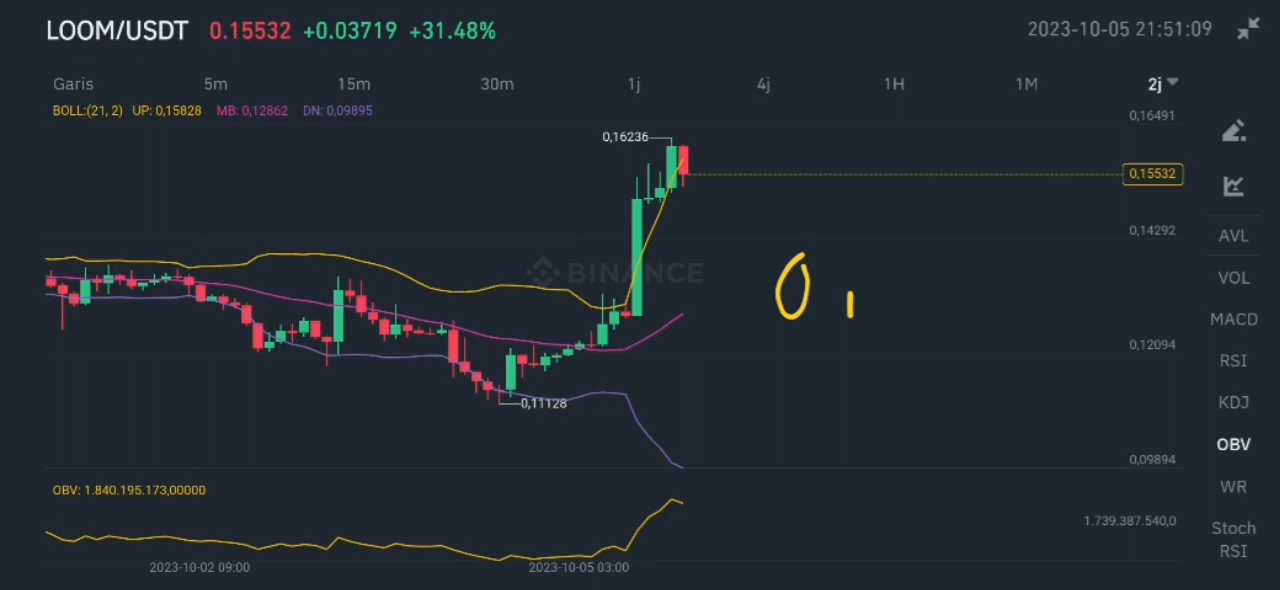 LOOM/USDT 0.15532 +0.03719 +31.48% 2023-10-05 21:51:09
Garis 5m 15m 30m 1j 4j 1H 1M 2j
BOLL:(21, 2) UP: 0,15828 MB: 0,12862 DN: 0,09895
0,16491
0,16236
0,15532
0,14292
BINANCE
0,
0,12094
0,11128
0,09894
OBV: 1.840.195.173,00000
1.739.387.540,0
2023-10-02 09:00 2023-10-05 03:00
AVL
VOL
MACD
RSI
KDJ
OBV
WR
Stoch
RSI